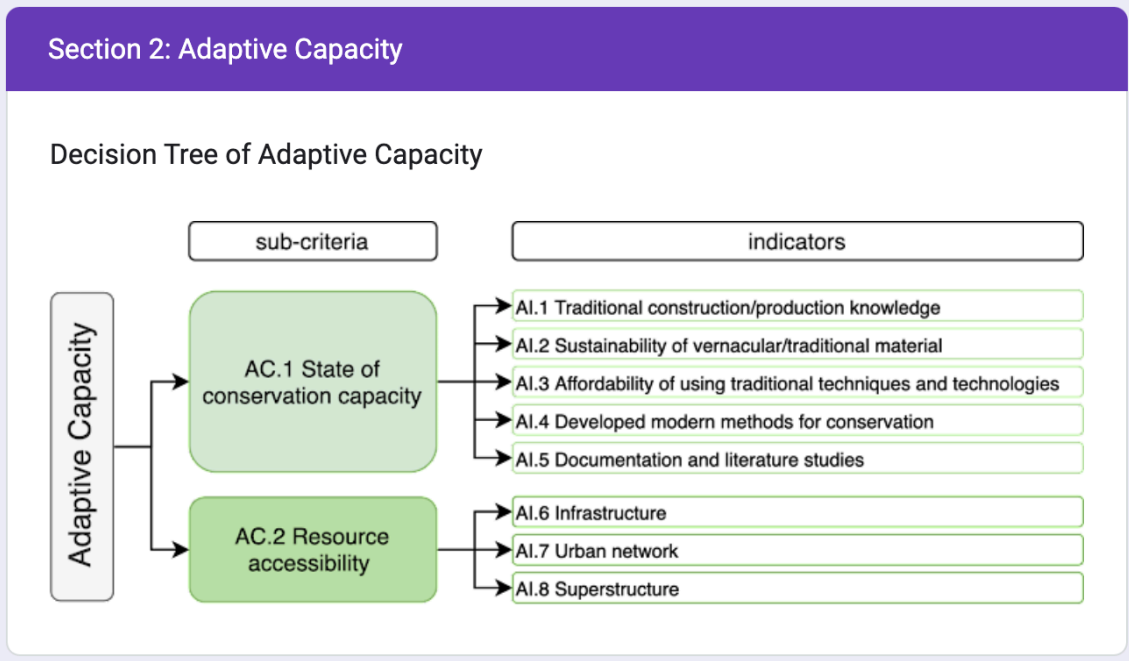 Section 2: Adaptive Capacity
Decision Tree of Adaptive Capacity
sub-criteria
indicators
Adaptive Capacity
AC.1 State of
conservation capacity
AI.1 Traditional construction/production knowledge
AI.2 Sustainability of vernacular/traditional material
AI.3 Affordability of using traditional techniques and technologies
AI.4 Developed modern methods for conservation
AI.5 Documentation and literature studies
AC.2 Resource
accessibility
AI.6 Infrastructure
AI.7 Urban network
AI.8 Superstructure